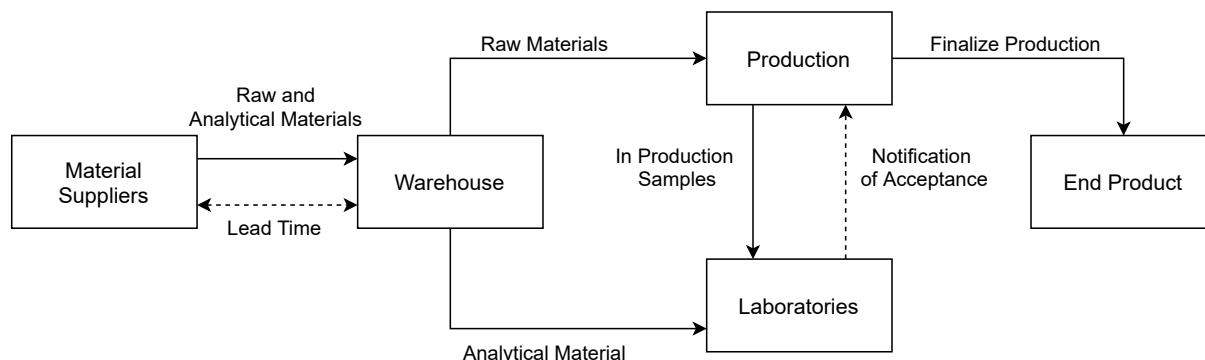 Raw Materials
Production
Finalize Production
Raw and
Analytical Materials
Material
Suppliers
Warehouse
In Production
Samples
Notification
of Acceptance
End Product
Lead Time
Laboratories
Analytical Material